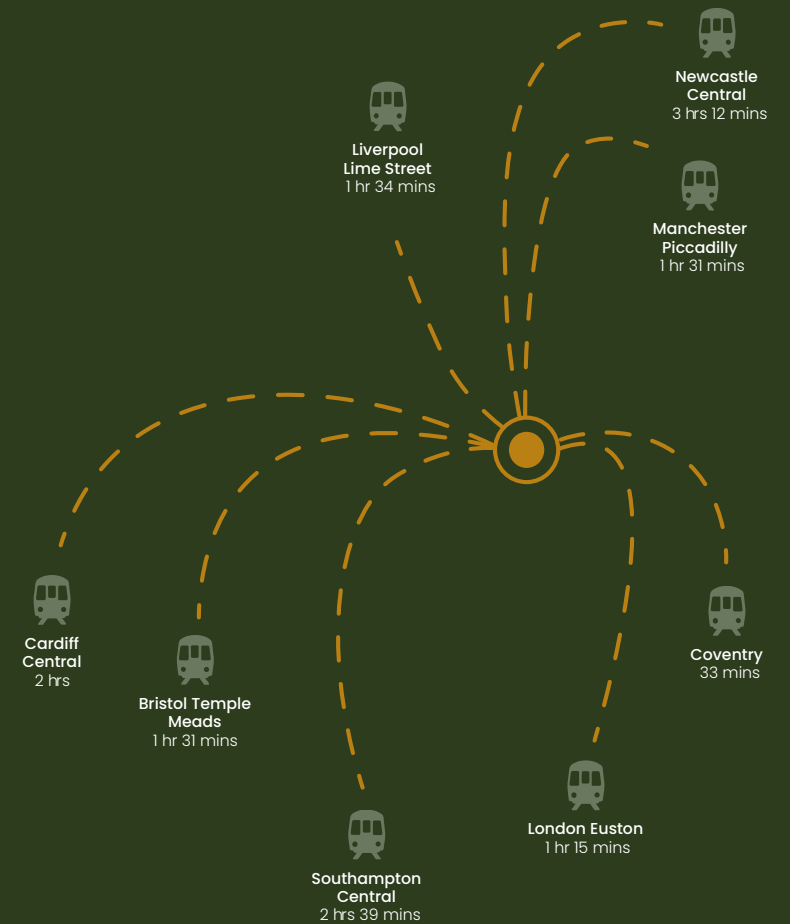 Newcastle
Central
3 hrs 12 mins
Liverpool
Lime Street
1 hr 34 mins
Manchester
Piccadilly
1 hr 31 mins
Cardiff
Central
2 hrs
Bristol Temple
Meads
1 hr 31 mins
Coventry
33 mins
London Euston
1 hr 15 mins
Southampton
Central
2 hrs 39 mins